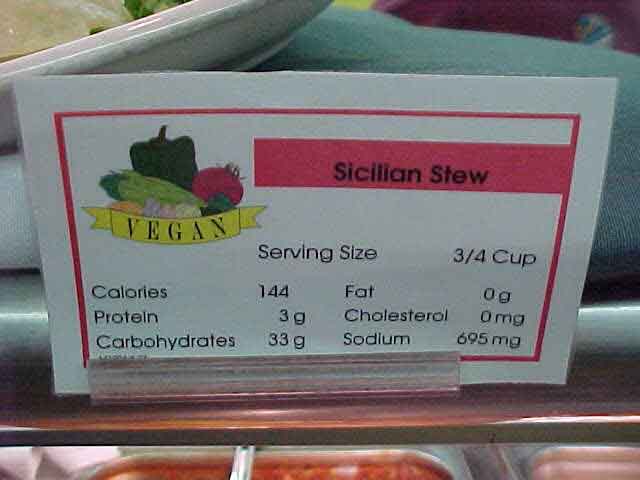 Sicilian Stew
VEGAN
Serving Size 3/4 Cup
Calories 144 Fat 0 g
Protein 3 g Cholesterol 0 mg
Carbohydrates 33 g Sodium 695 mg